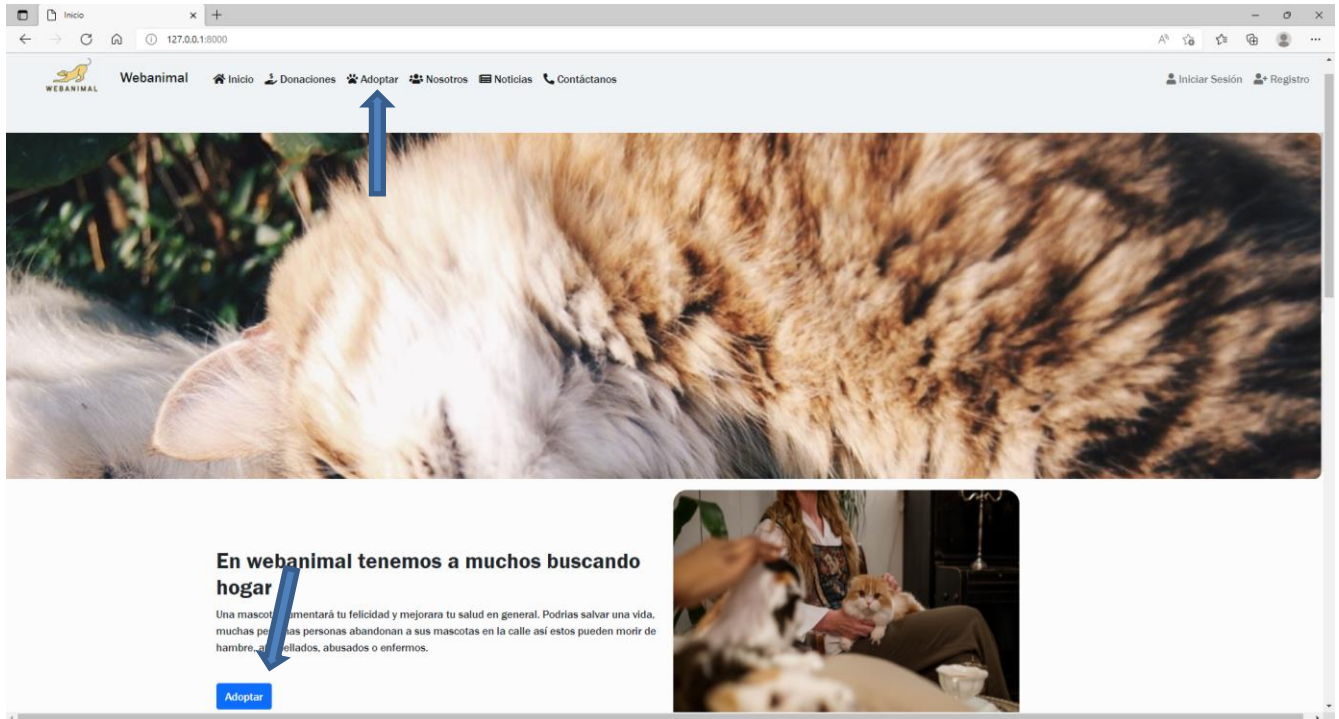 Inicio
127.0.0.1:8000
WEBANIMAL
Webanimal Inicio Donaciones Adoptar Nosotros Noticias Contáctanos Iniciar Sesión Registro
En webanimal tenemos a muchos buscando
hogar
Una mascota aumentará tu felicidad y mejorara tu salud en general. Podrias salvar una vida,
muchas personas abandonan a sus mascotas en la calle así estos pueden morir de
hambre, abusados o enfermos.
Adoptar